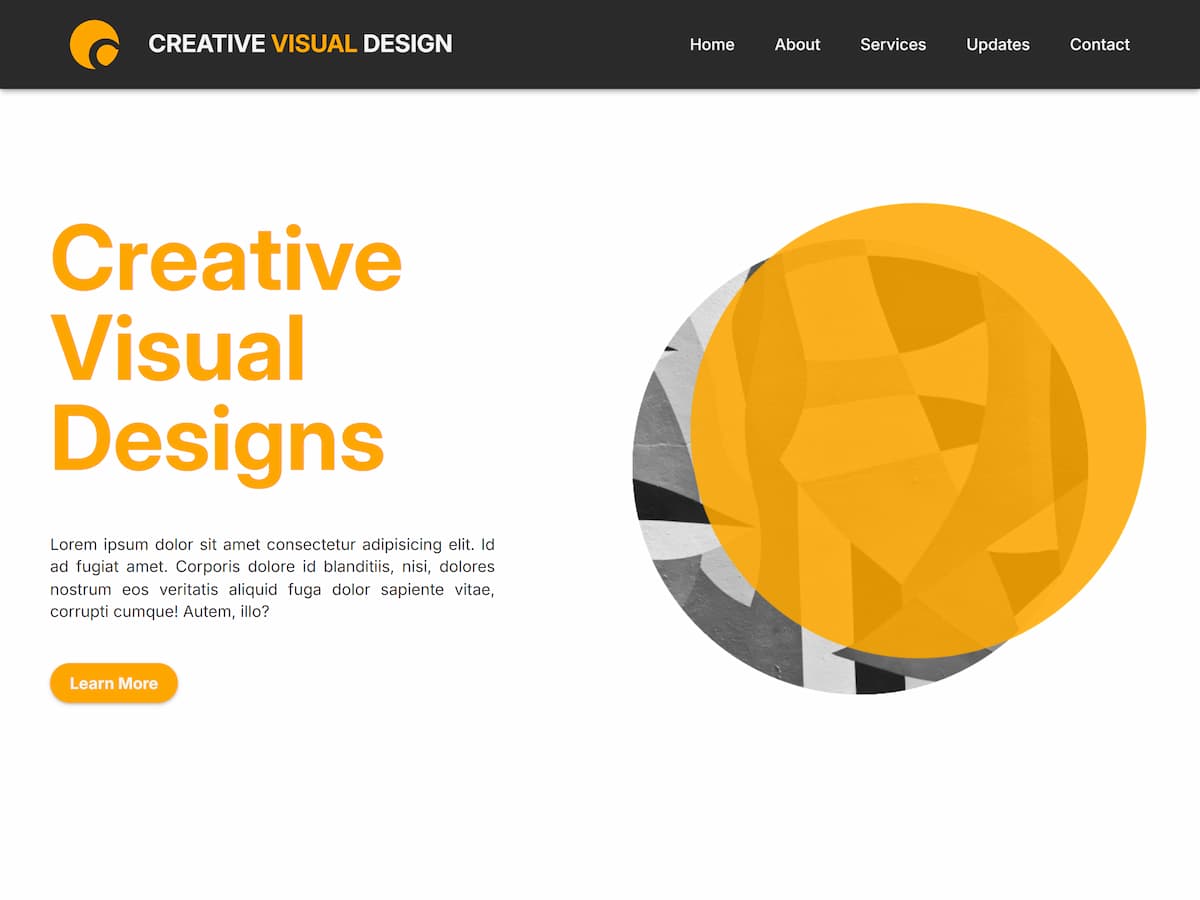 CREATIVE VISUAL DESIGN
Home About Services Updates Contact
Creative
Visual
Designs
Lorem ipsum dolor sit amet consectetur adipisicing elit. Id
ad fugiat amet. Corporis dolore id blanditiis, nisi, dolores
nostrum eos veritatis aliquid fuga dolor sapiente vitae,
corrupti cumque! Autem, illo?
Learn More